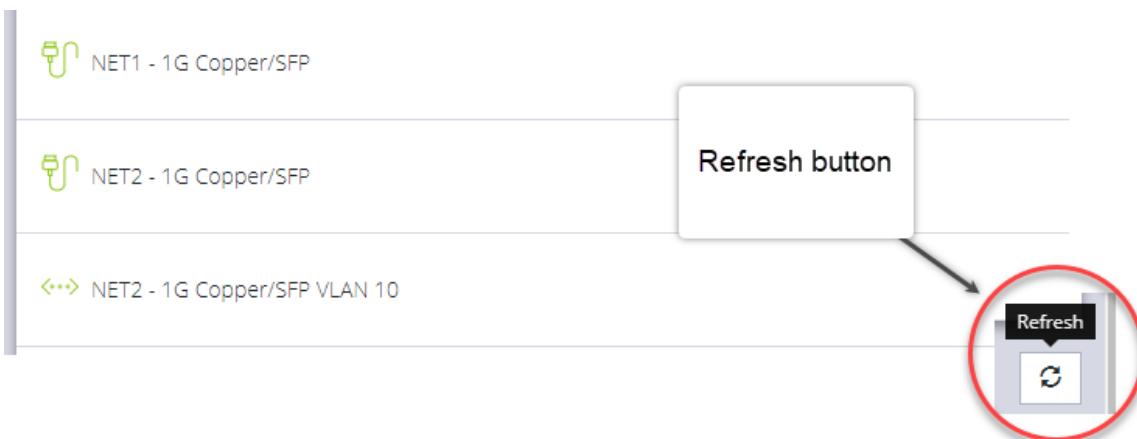 NET1 - 1G Copper/SFP
NET2 - 1G Copper/SFP
Refresh button
NET2 - 1G Copper/SFP VLAN 10
Refresh